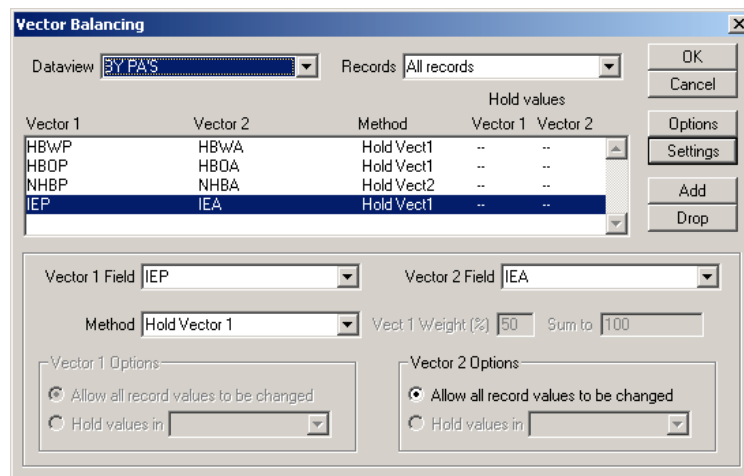 Vector Balancing
Dataview BY PA'S Records All records OK
Cancel
Hold values
Vector 1 Vector 2 Method Vector 1 Vector 2 Options
HBWP HBWA Hold Vect1 -- --
Settings
HBOP HBOA Hold Vect1 -- --
NHBP NHBA Hold Vect2 -- --
Add
IEP IEA Hold Vect1 -- --
Drop
Vector 1 Field IEP Vector 2 Field IEA
Method Hold Vector 1 Vect 1 Weight (%) 50 Sum to 100
Vector 1 Options Vector 2 Options
Allow all record values to be changed Allow all record values to be changed
Hold values in Hold values in